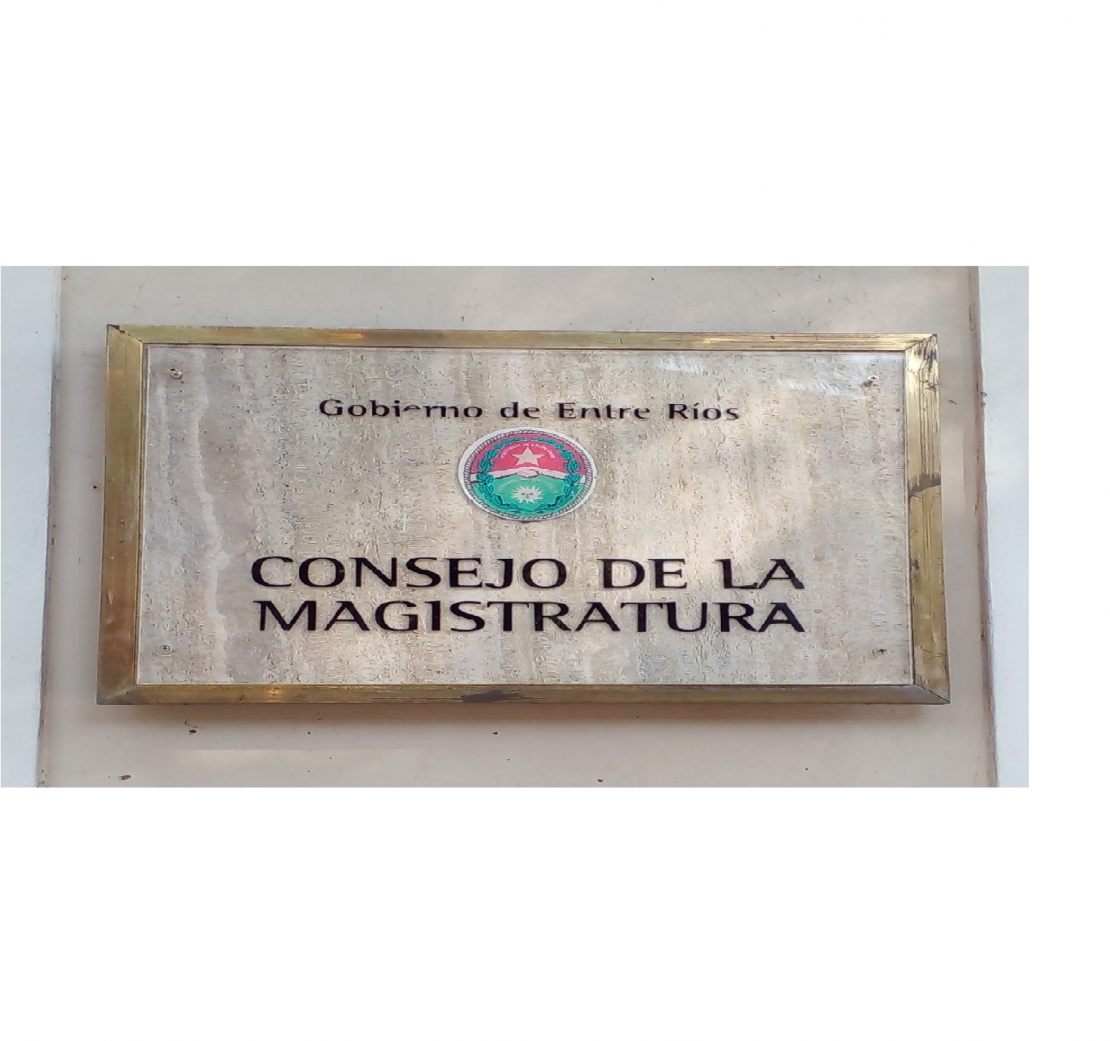 Gobierno de Entre Ríos
CONSEJO DE LA
MAGISTRATURA